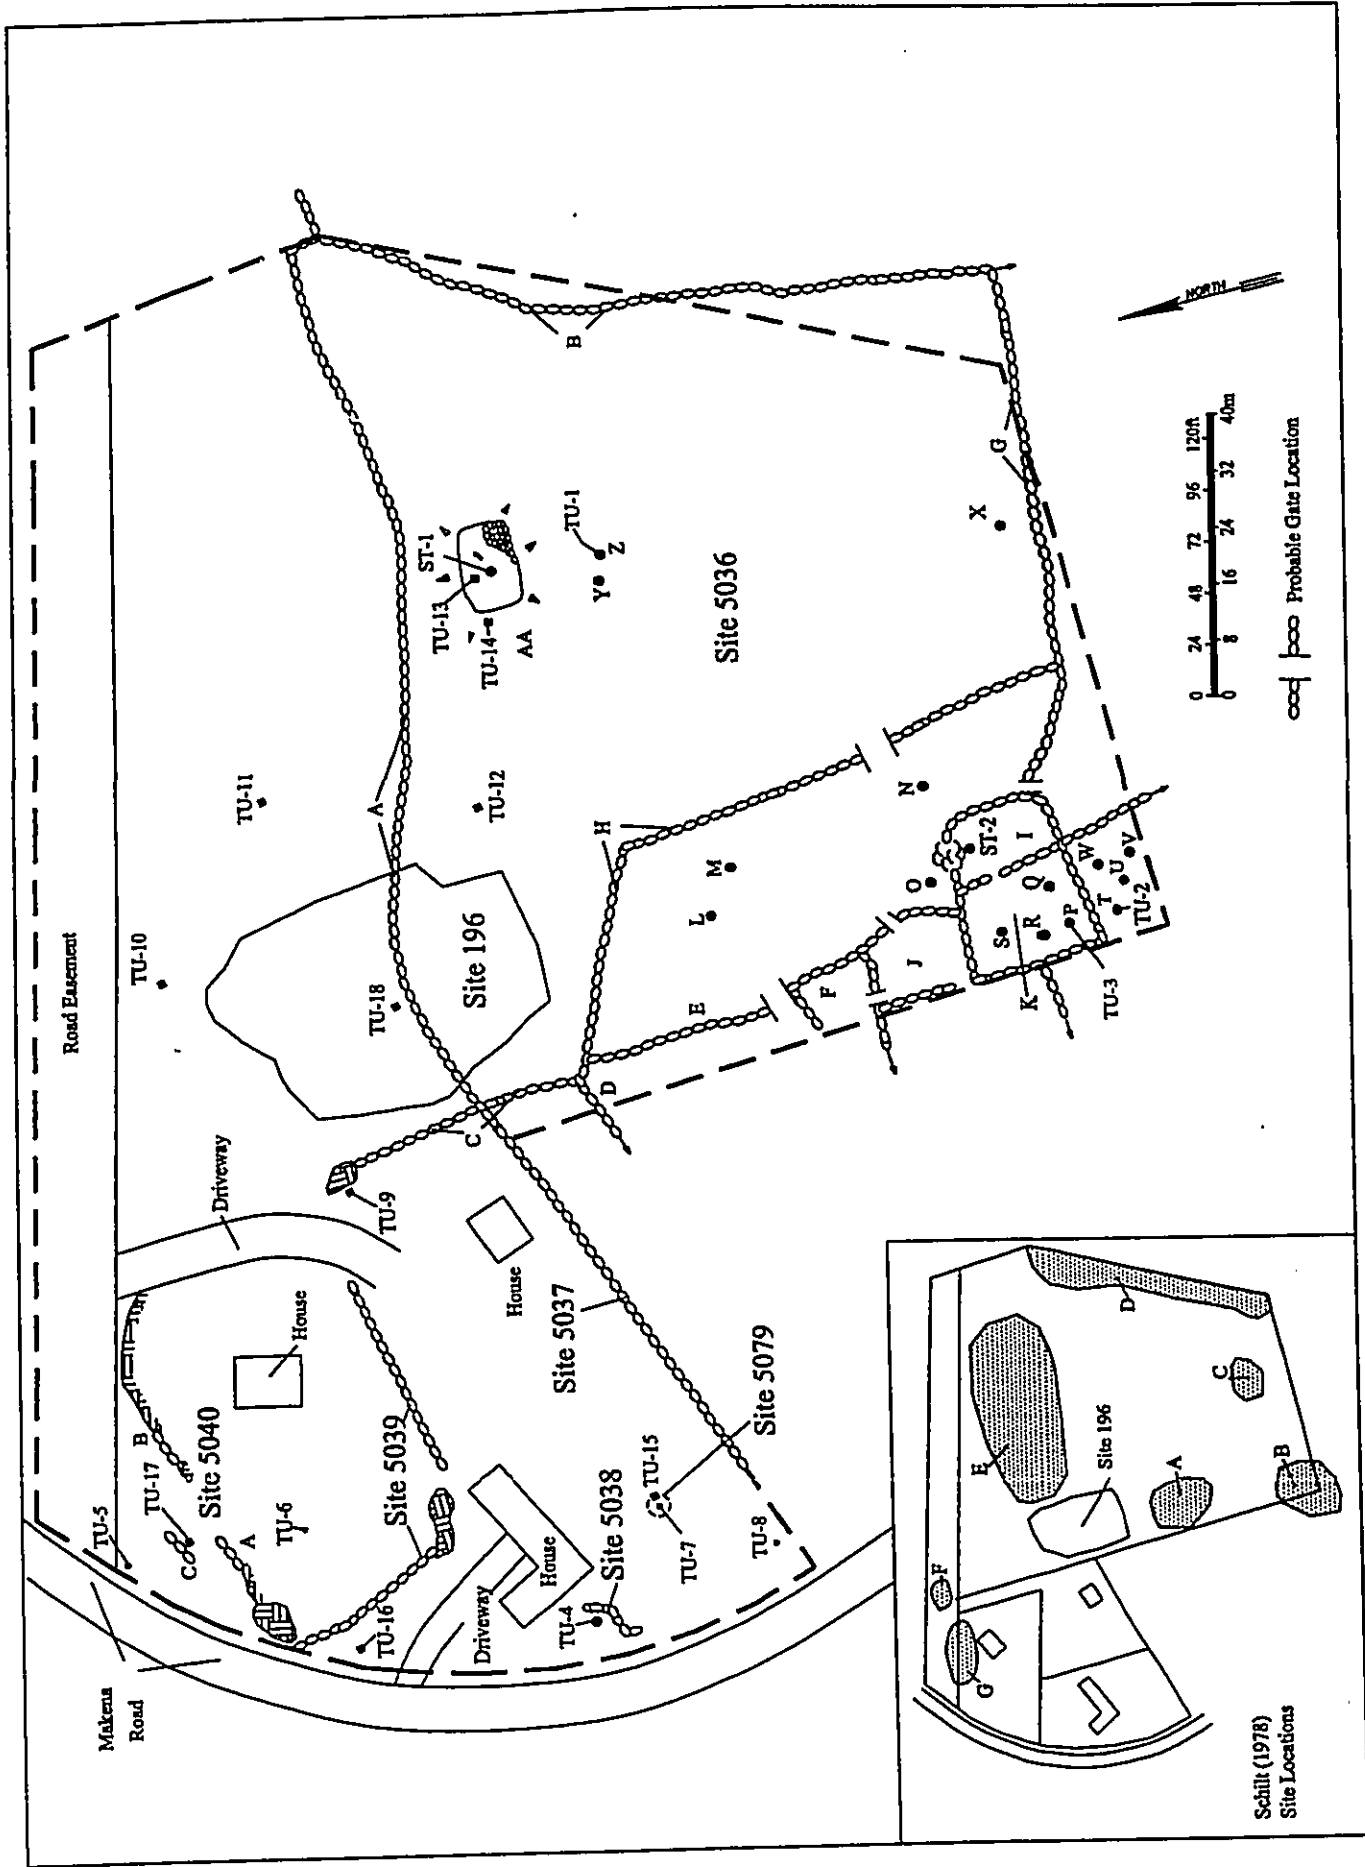 Road Easement
Makena
Road
Driveway
TU-5
TU-17
B
C
Site 5040
A
TU-6
House
TU-16
Site 5039
Driveway
House
TU-4
Site 5038
TU-7
TU-15
Site 5079
TU-8
Site 5037
House
TU-9
C
D
TU-10
TU-11
A
TU-18
Site 196
TU-12
ST-1
TU-13
TU-14
AA
Y
Z
TU-1
B
Site 5036
H
E
L
M
F
J
N
O
ST-2
I
S
K
R
Q
P
TU-3
T
TU-2
U
W
V
X
G
NORTH
0 24 48 72 96 120ft
0 8 16 24 32 40m
Probable Gate Location
G
F
E
Site 196
A
B
C
D
Schilt (1978)
Site Locations